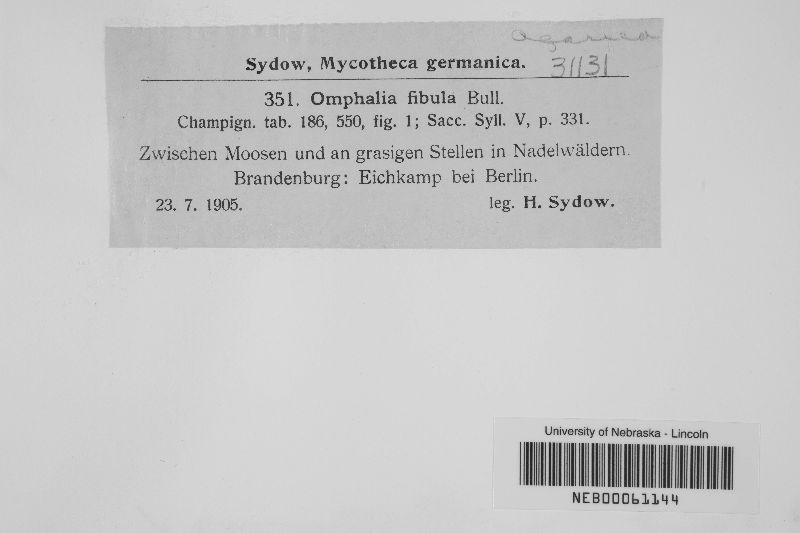 Sydow, Mycotheca germanica.
31131
351. Omphalia fibula Bull.
Champign. tab. 186, 550, fig. 1; Sacc. Syll. V, p. 331.
Zwischen Moosen und an grasigen Stellen in Nadelwäldern.
Brandenburg: Eichkamp bei Berlin.
23. 7. 1905. leg. H. Sydow.
University of Nebraska - Lincoln
NEB00061144